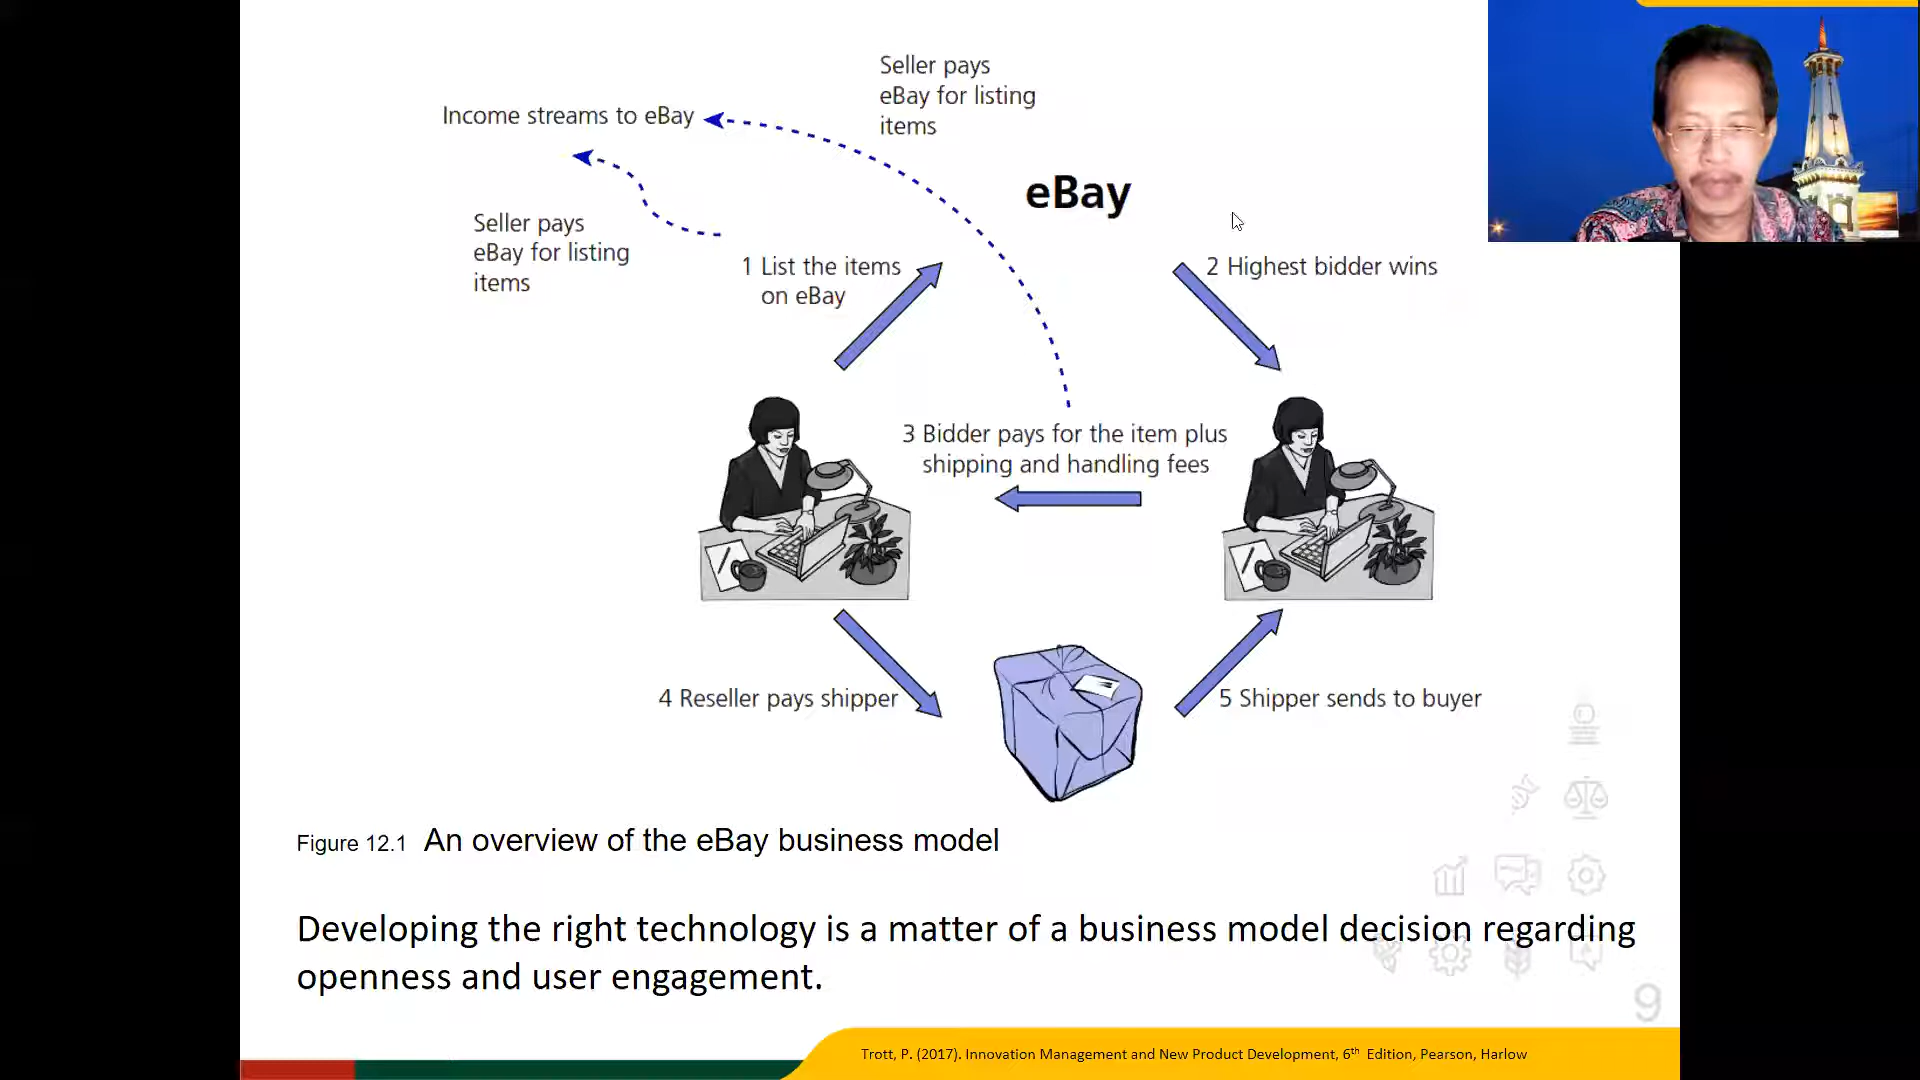 Seller pays
eBay for listing
items
Income streams to eBay
eBay
Seller pays
eBay for listing
items
1 List the items
on eBay
2 Highest bidder wins
3 Bidder pays for the item plus
shipping and handling fees
4 Reseller pays shipper
5 Shipper sends to buyer
Figure 12.1 An overview of the eBay business model
Developing the right technology is a matter of a business model decision regarding
openness and user engagement.
9
Trott, P. (2017). Innovation Management and New Product Development, 6th Edition, Pearson, Harlow